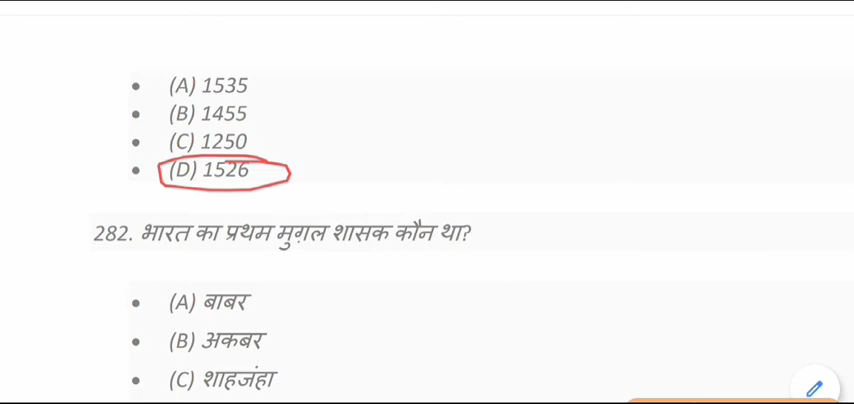 (A) 1535
(B) 1455
(C) 1250
(D) 1526
282. भारत का प्रथम मुग़ल शासक कौन था?
(A) बाबर
(B) अकबर
(C) शाहजंहा